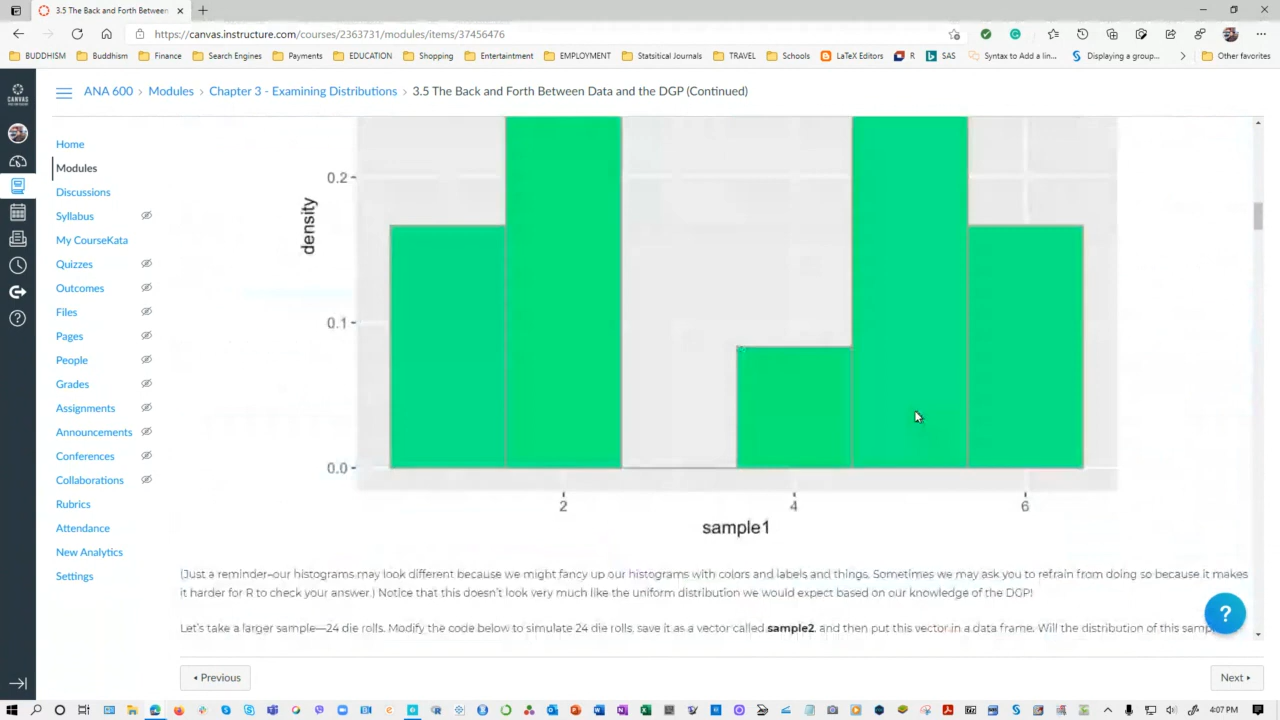 3.5 The Back and Forth Between
https://canvas.instructure.com/courses/2363731/modules/items/37456476
BUDDHISM Buddhism Finance Search Engines Payments EDUCATION Shopping Entertainment EMPLOYMENT Statsitical Journals TRAVEL Schools LaTeX Editors R SAS Syntax to Add a lin... Displaying a group... Other favorites
CANVAS
ANA 600 › Modules › Chapter 3 - Examining Distributions › 3.5 The Back and Forth Between Data and the DGP (Continued)
Home
Modules
Discussions
Syllabus
My CourseKata
Quizzes
Outcomes
Files
Pages
People
Grades
Assignments
Announcements
Conferences
Collaborations
Rubrics
Attendance
New Analytics
Settings
0.2
density
0.1
0.0
2 4 6
sample1
(Just a reminder–our histograms may look different because we might fancy up our histograms with colors and labels and things. Sometimes we may ask you to refrain from doing so because it makes
it harder for R to check your answer.) Notice that this doesn't look very much like the uniform distribution we would expect based on our knowledge of the DGP!
Let's take a larger sample—24 die rolls. Modify the code below to simulate 24 die rolls, save it as a vector called sample2, and then put this vector in a data frame. Will the distribution of this sample
?
◂ Previous
Next ▸
4:07 PM